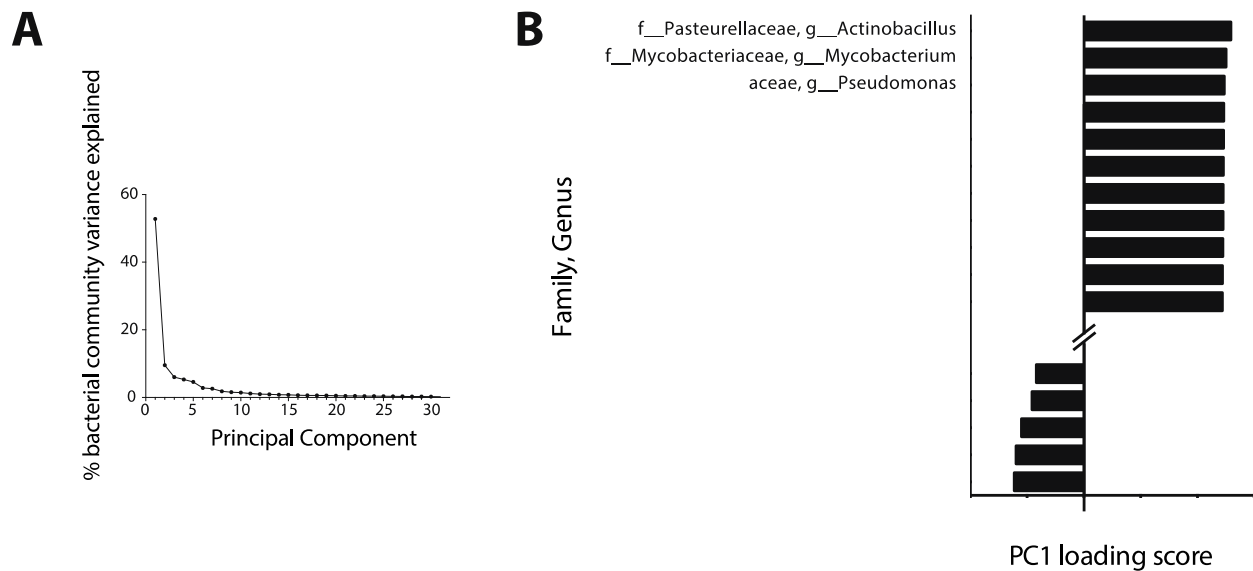 A
% bacterial community variance explained
60
40
20
0
0 5 10 15 20 25 30
Principal Component
B
f__Pasteurellaceae, g__Actinobacillus
f__Mycobacteriaceae, g__Mycobacterium
aceae, g__Pseudomonas
Family, Genus
PC1 loading score